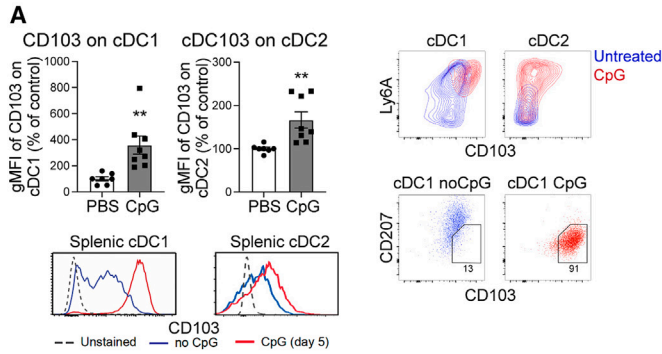 A
CD103 on cDC1
cDC103 on cDC2
gMFI of CD103 on
cDC1 (% of control)
1000
800
600
400
200
0
**
PBS CpG
gMFI of CD103 on
cDC2 (% of control)
300
200
100
0
**
PBS CpG
Splenic cDC1
Splenic cDC2
CD103
Unstained
no CpG
CpG (day 5)
cDC1
cDC2
Untreated
CpG
Ly6A
CD103
cDC1 noCpG
cDC1 CpG
CD207
13
91
CD103